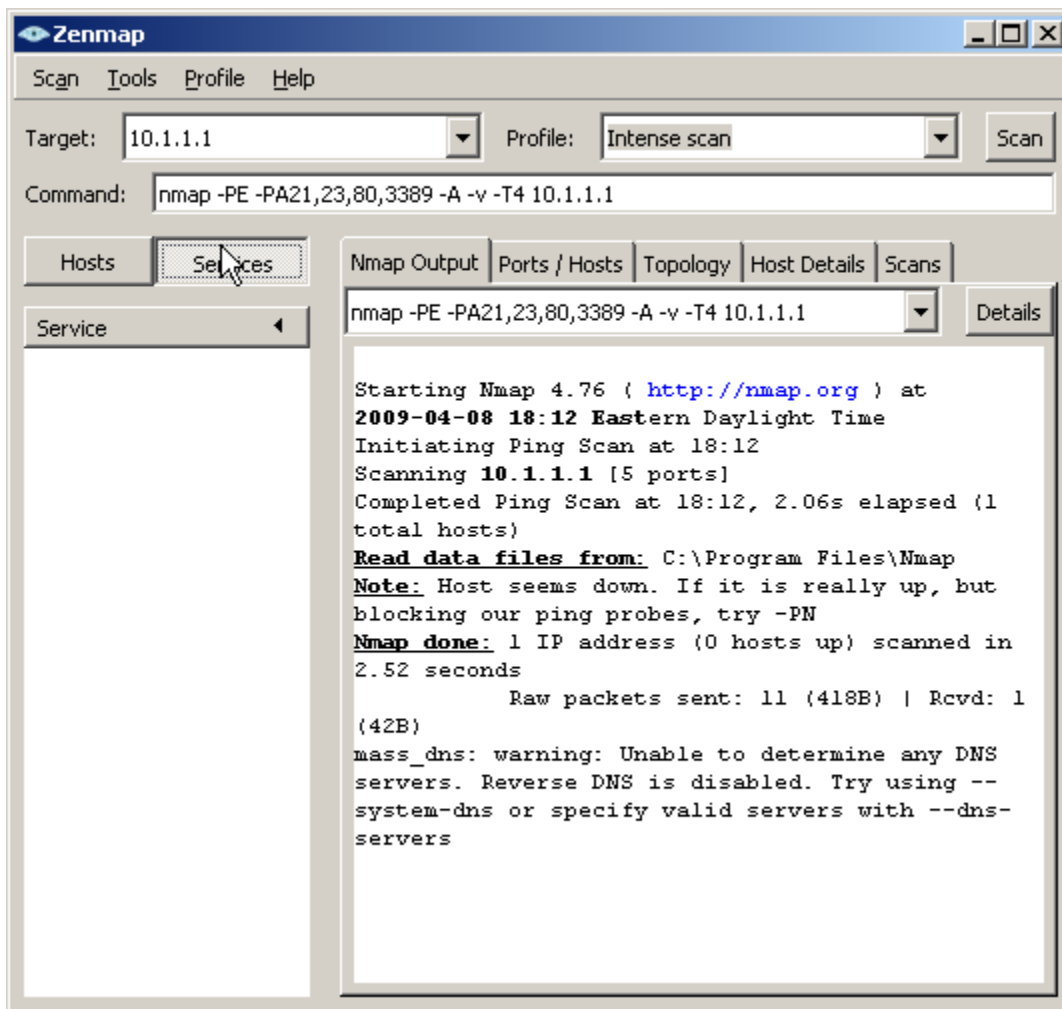 Zenmap
Scan Tools Profile Help
Target: 10.1.1.1 Profile: Intense scan Scan
Command: nmap -PE -PA21,23,80,3389 -A -v -T4 10.1.1.1
Hosts Services Nmap Output Ports / Hosts Topology Host Details Scans
nmap -PE -PA21,23,80,3389 -A -v -T4 10.1.1.1 Details
Service
Starting Nmap 4.76 ( http://nmap.org ) at
2009-04-08 18:12 Eastern Daylight Time
Initiating Ping Scan at 18:12
Scanning 10.1.1.1 [5 ports]
Completed Ping Scan at 18:12, 2.06s elapsed (1
total hosts)
Read data files from: C:\Program Files\Nmap
Note: Host seems down. If it is really up, but
blocking our ping probes, try -PN
Nmap done: 1 IP address (0 hosts up) scanned in
2.52 seconds
Raw packets sent: 11 (418B) | Rcvd: 1
(42B)
mass_dns: warning: Unable to determine any DNS
servers. Reverse DNS is disabled. Try using --
system-dns or specify valid servers with --dns-
servers